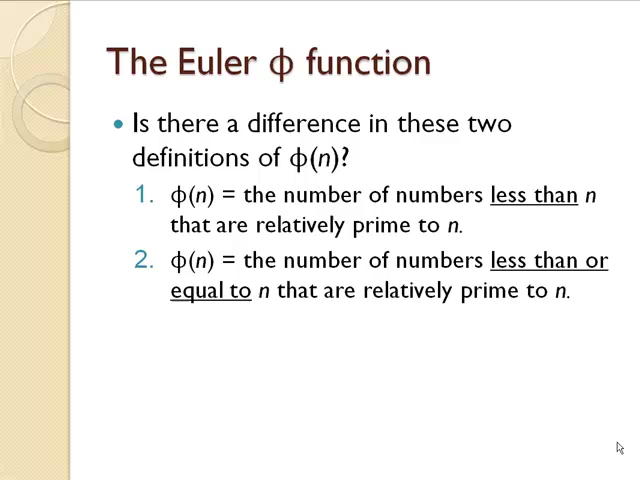 The Euler ϕ function
• Is there a difference in these two
definitions of ϕ(n)?
1. ϕ(n) = the number of numbers less than n
that are relatively prime to n.
2. ϕ(n) = the number of numbers less than or
equal to n that are relatively prime to n.